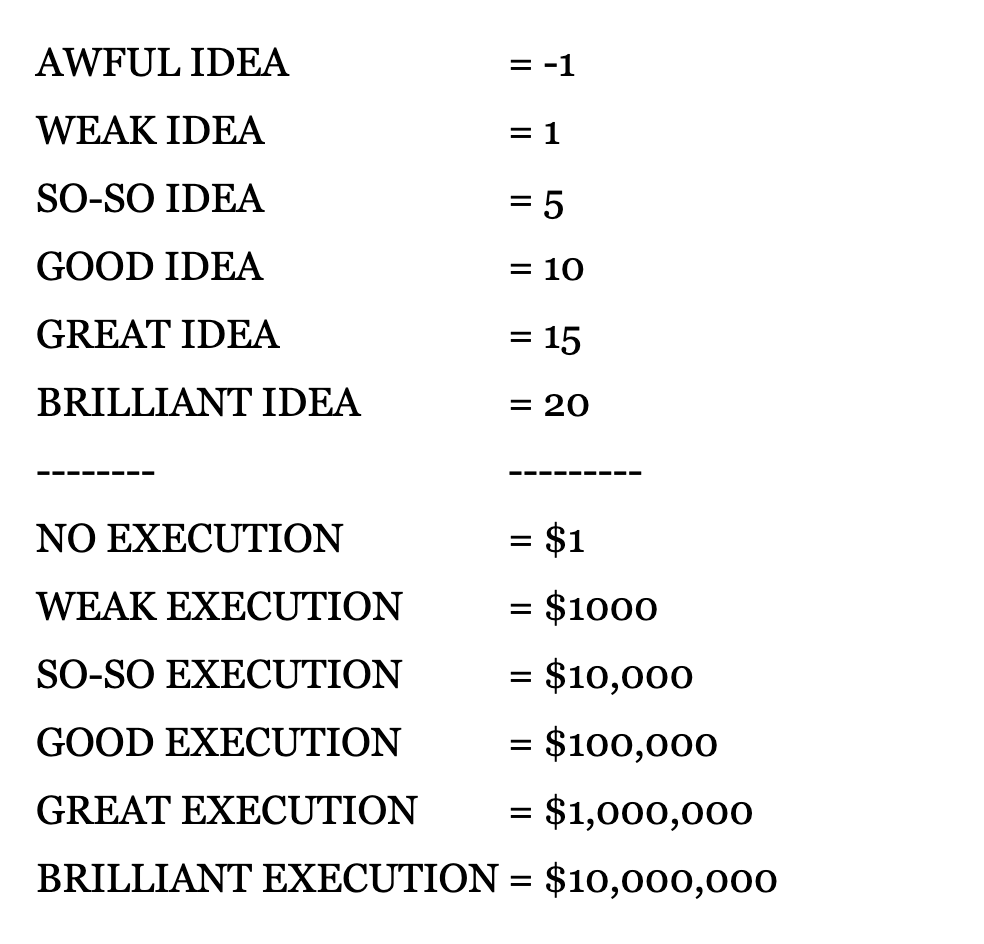 AWFUL IDEA = -1
WEAK IDEA = 1
SO-SO IDEA = 5
GOOD IDEA = 10
GREAT IDEA = 15
BRILLIANT IDEA = 20
-------- ---------
NO EXECUTION = $1
WEAK EXECUTION = $1000
SO-SO EXECUTION = $10,000
GOOD EXECUTION = $100,000
GREAT EXECUTION = $1,000,000
BRILLIANT EXECUTION = $10,000,000